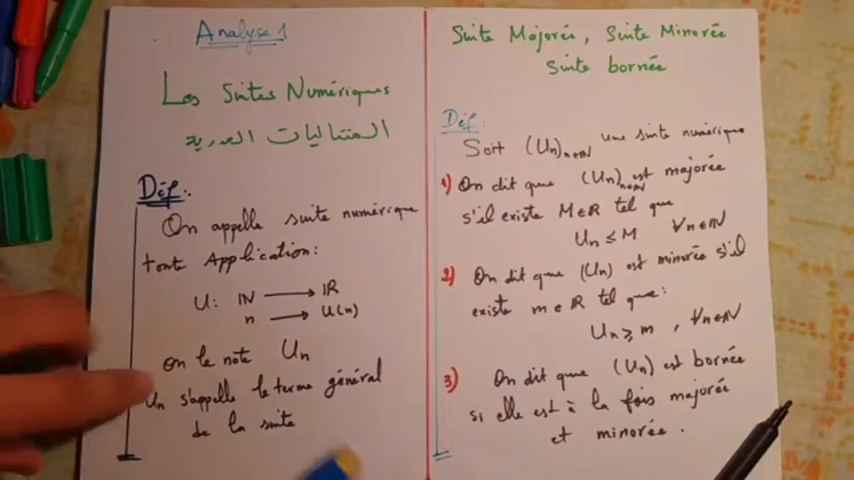 Analyse 1
Les Suites Numériques
المتتاليات العددية
Déf:
On appelle suite numérique
toute Application:
U: IN → IR
n → U(n)
on le note Un
Un s'appelle le terme général
de la suite
Suite Majorée, Suite Minorée
Suite bornée
Déf:
Soit (Un)n∈IN une suite numérique
1) On dit que (Un)n∈IN est majorée
s'il existe M∈IR tel que
Un ≤ M ∀n∈IN
2) On dit que (Un) est minorée s'il
existe m∈IR tel que:
Un ≥ m , ∀n∈IN
3) On dit que (Un) est bornée
si elle est à la fois majorée
et minorée.